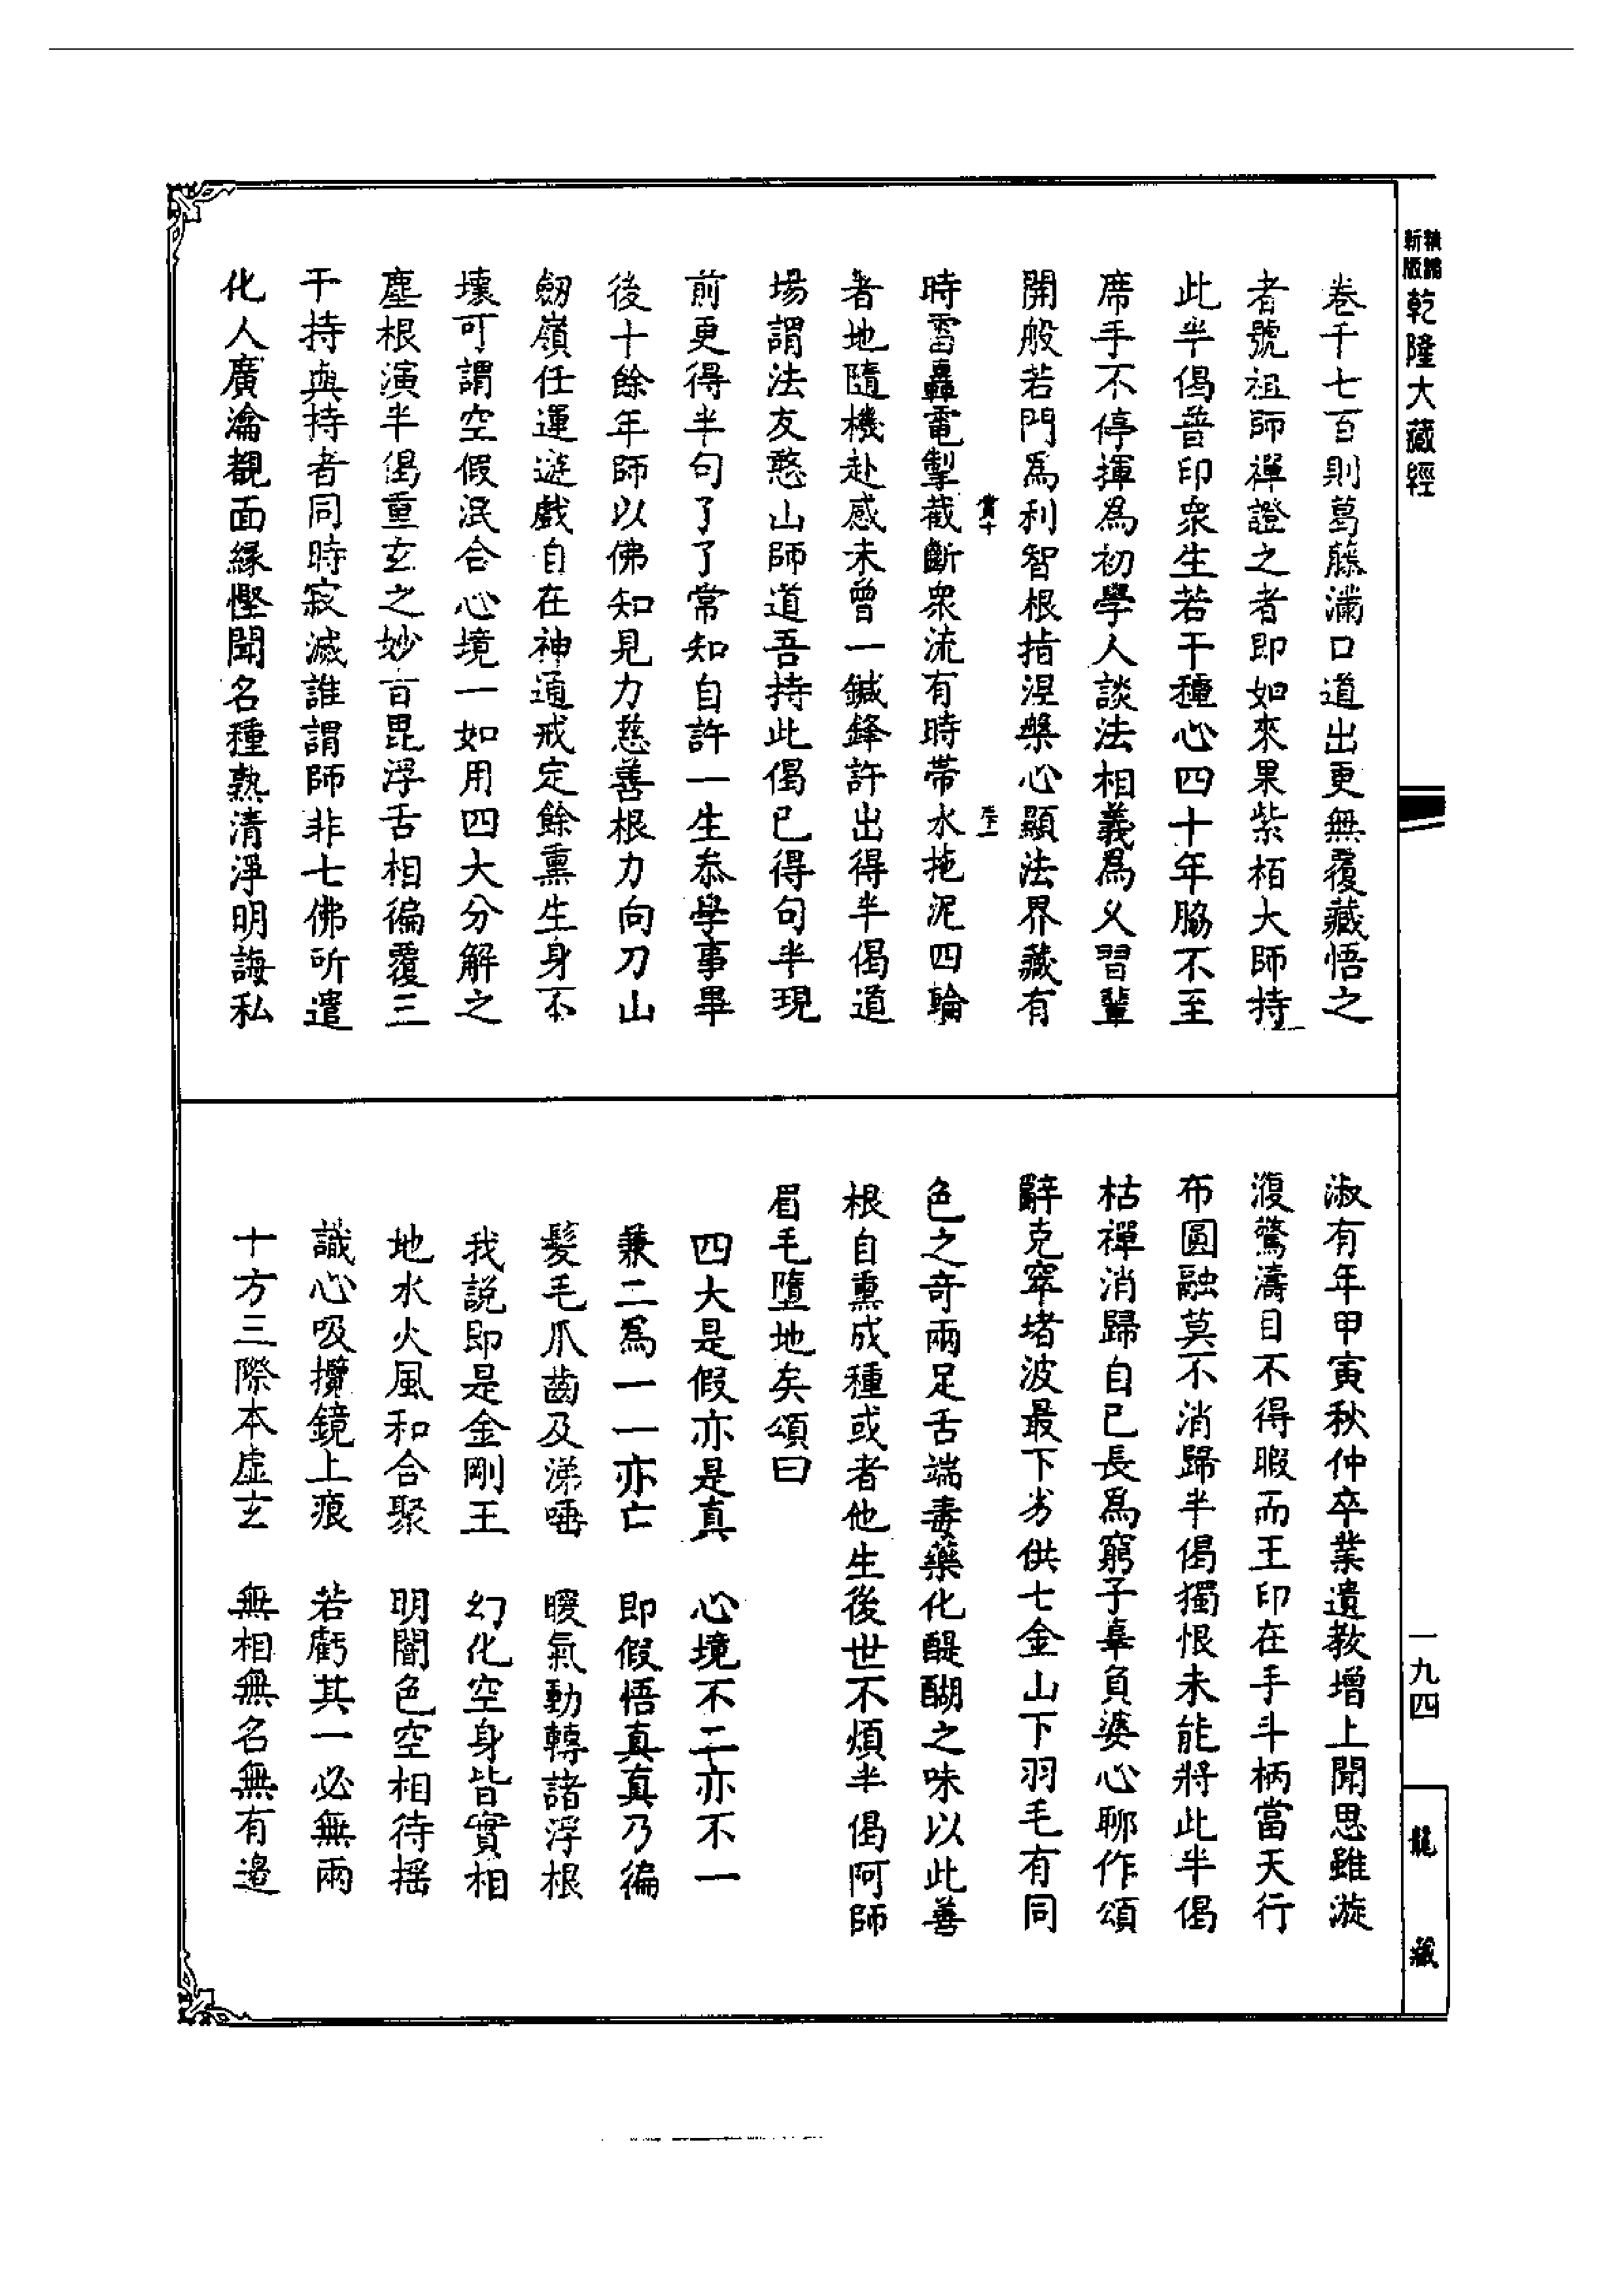 新版 精編 乾隆大藏經
卷千七百則葛藤滿口道出更無覆藏悟之
者號祖師禪證之者即如來果紫栢大師持
此半偈普印衆生若干種心四十年脇不至
席手不停揮為初學人談法相義為义習輩
開般若門為利智根指涅槃心顯法界藏有
時雷轟電掣截斷衆流有時帶水拖泥四輪
者地隨機赴感未曾一鍼鋒許出得半偈道
場謂法友憨山師道吾持此偈已得句半現
前更得半句了了常知自許一生叅學事畢
後十餘年師以佛知見力慈善根力向刀山
劒嶺任運遊戲自在神通戒定餘熏生身不
壞可謂空假泯合心境一如用四大分解之
塵根演半偈重玄之妙旨毘浮舌相徧覆三
千持與持者同時寂滅誰謂師非七佛所遣
化人廣瀹覩面緣慳聞名種熟清淨明誨私
淑有年甲寅秋仲卒業遺教增上聞思雖漩
澓驚濤目不得暇而王印在手斗柄當天行
布圓融莫不消歸半偈獨恨未能將此半偈
枯禪消歸自己長為窮子辜負婆心聊作頌
辭克窣堵波最下劣供七金山下羽毛有同
色之奇兩足舌端毒藥化醍醐之味以此善
根自熏成種或者他生後世不煩半偈阿師
眉毛墮地矣頌曰
四大是假亦是真 心境不二亦不一
兼二為一一亦亡 即假悟真真乃徧
髮毛爪齒及涕唾 暖氣動轉諸浮根
我說即是金剛王 幻化空身皆實相
地水火風和合聚 明闇色空相待搖
識心吸攬鏡上痕 若虧其一必無兩
十方三際本虛玄 無相無名無有邊
一九四
龍藏